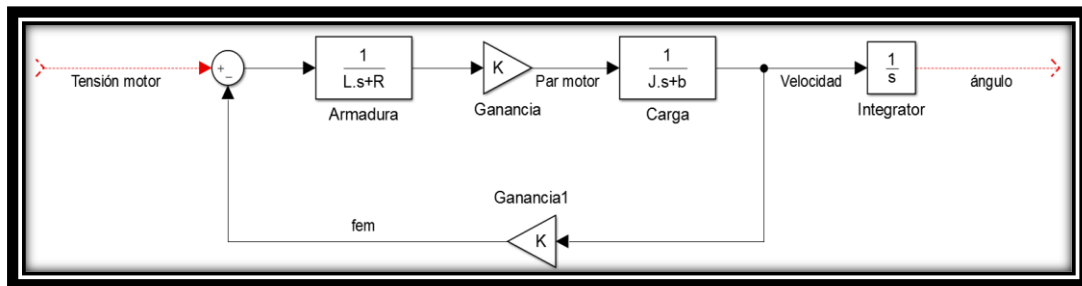 +
−
Tensión motor
1
L.s+R
Armadura
K
Ganancia
Par motor
1
J.s+b
Carga
Velocidad
1
s
Integrator
ángulo
Ganancia1
K
fem